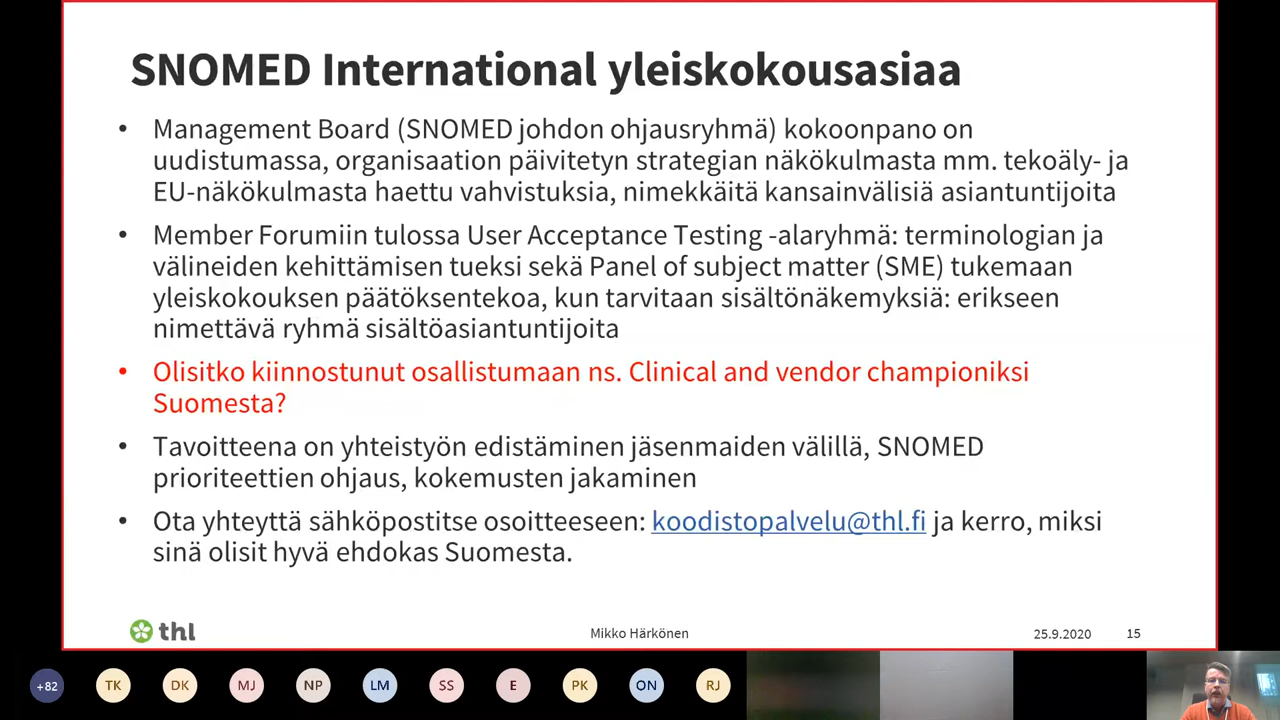 SNOMED International yleiskokousasiaa
• Management Board (SNOMED johdon ohjausryhmä) kokoonpano on
uudistumassa, organisaation päivitetyn strategian näkökulmasta mm. tekoäly- ja
EU-näkökulmasta haettu vahvistuksia, nimekkäitä kansainvälisiä asiantuntijoita
• Member Forumiin tulossa User Acceptance Testing -alaryhmä: terminologian ja
välineiden kehittämisen tueksi sekä Panel of subject matter (SME) tukemaan
yleiskokouksen päätöksentekoa, kun tarvitaan sisältönäkemyksiä: erikseen
nimettävä ryhmä sisältöasiantuntijoita
• Olisitko kiinnostunut osallistumaan ns. Clinical and vendor championiksi
Suomesta?
• Tavoitteena on yhteistyön edistäminen jäsenmaiden välillä, SNOMED
prioriteettien ohjaus, kokemusten jakaminen
• Ota yhteyttä sähköpostitse osoitteeseen: koodistopalvelu@thl.fi ja kerro, miksi
sinä olisit hyvä ehdokas Suomesta.
thl Mikko Härkönen 25.9.2020 15
+82 TK DK MJ NP LM SS E PK ON RJ